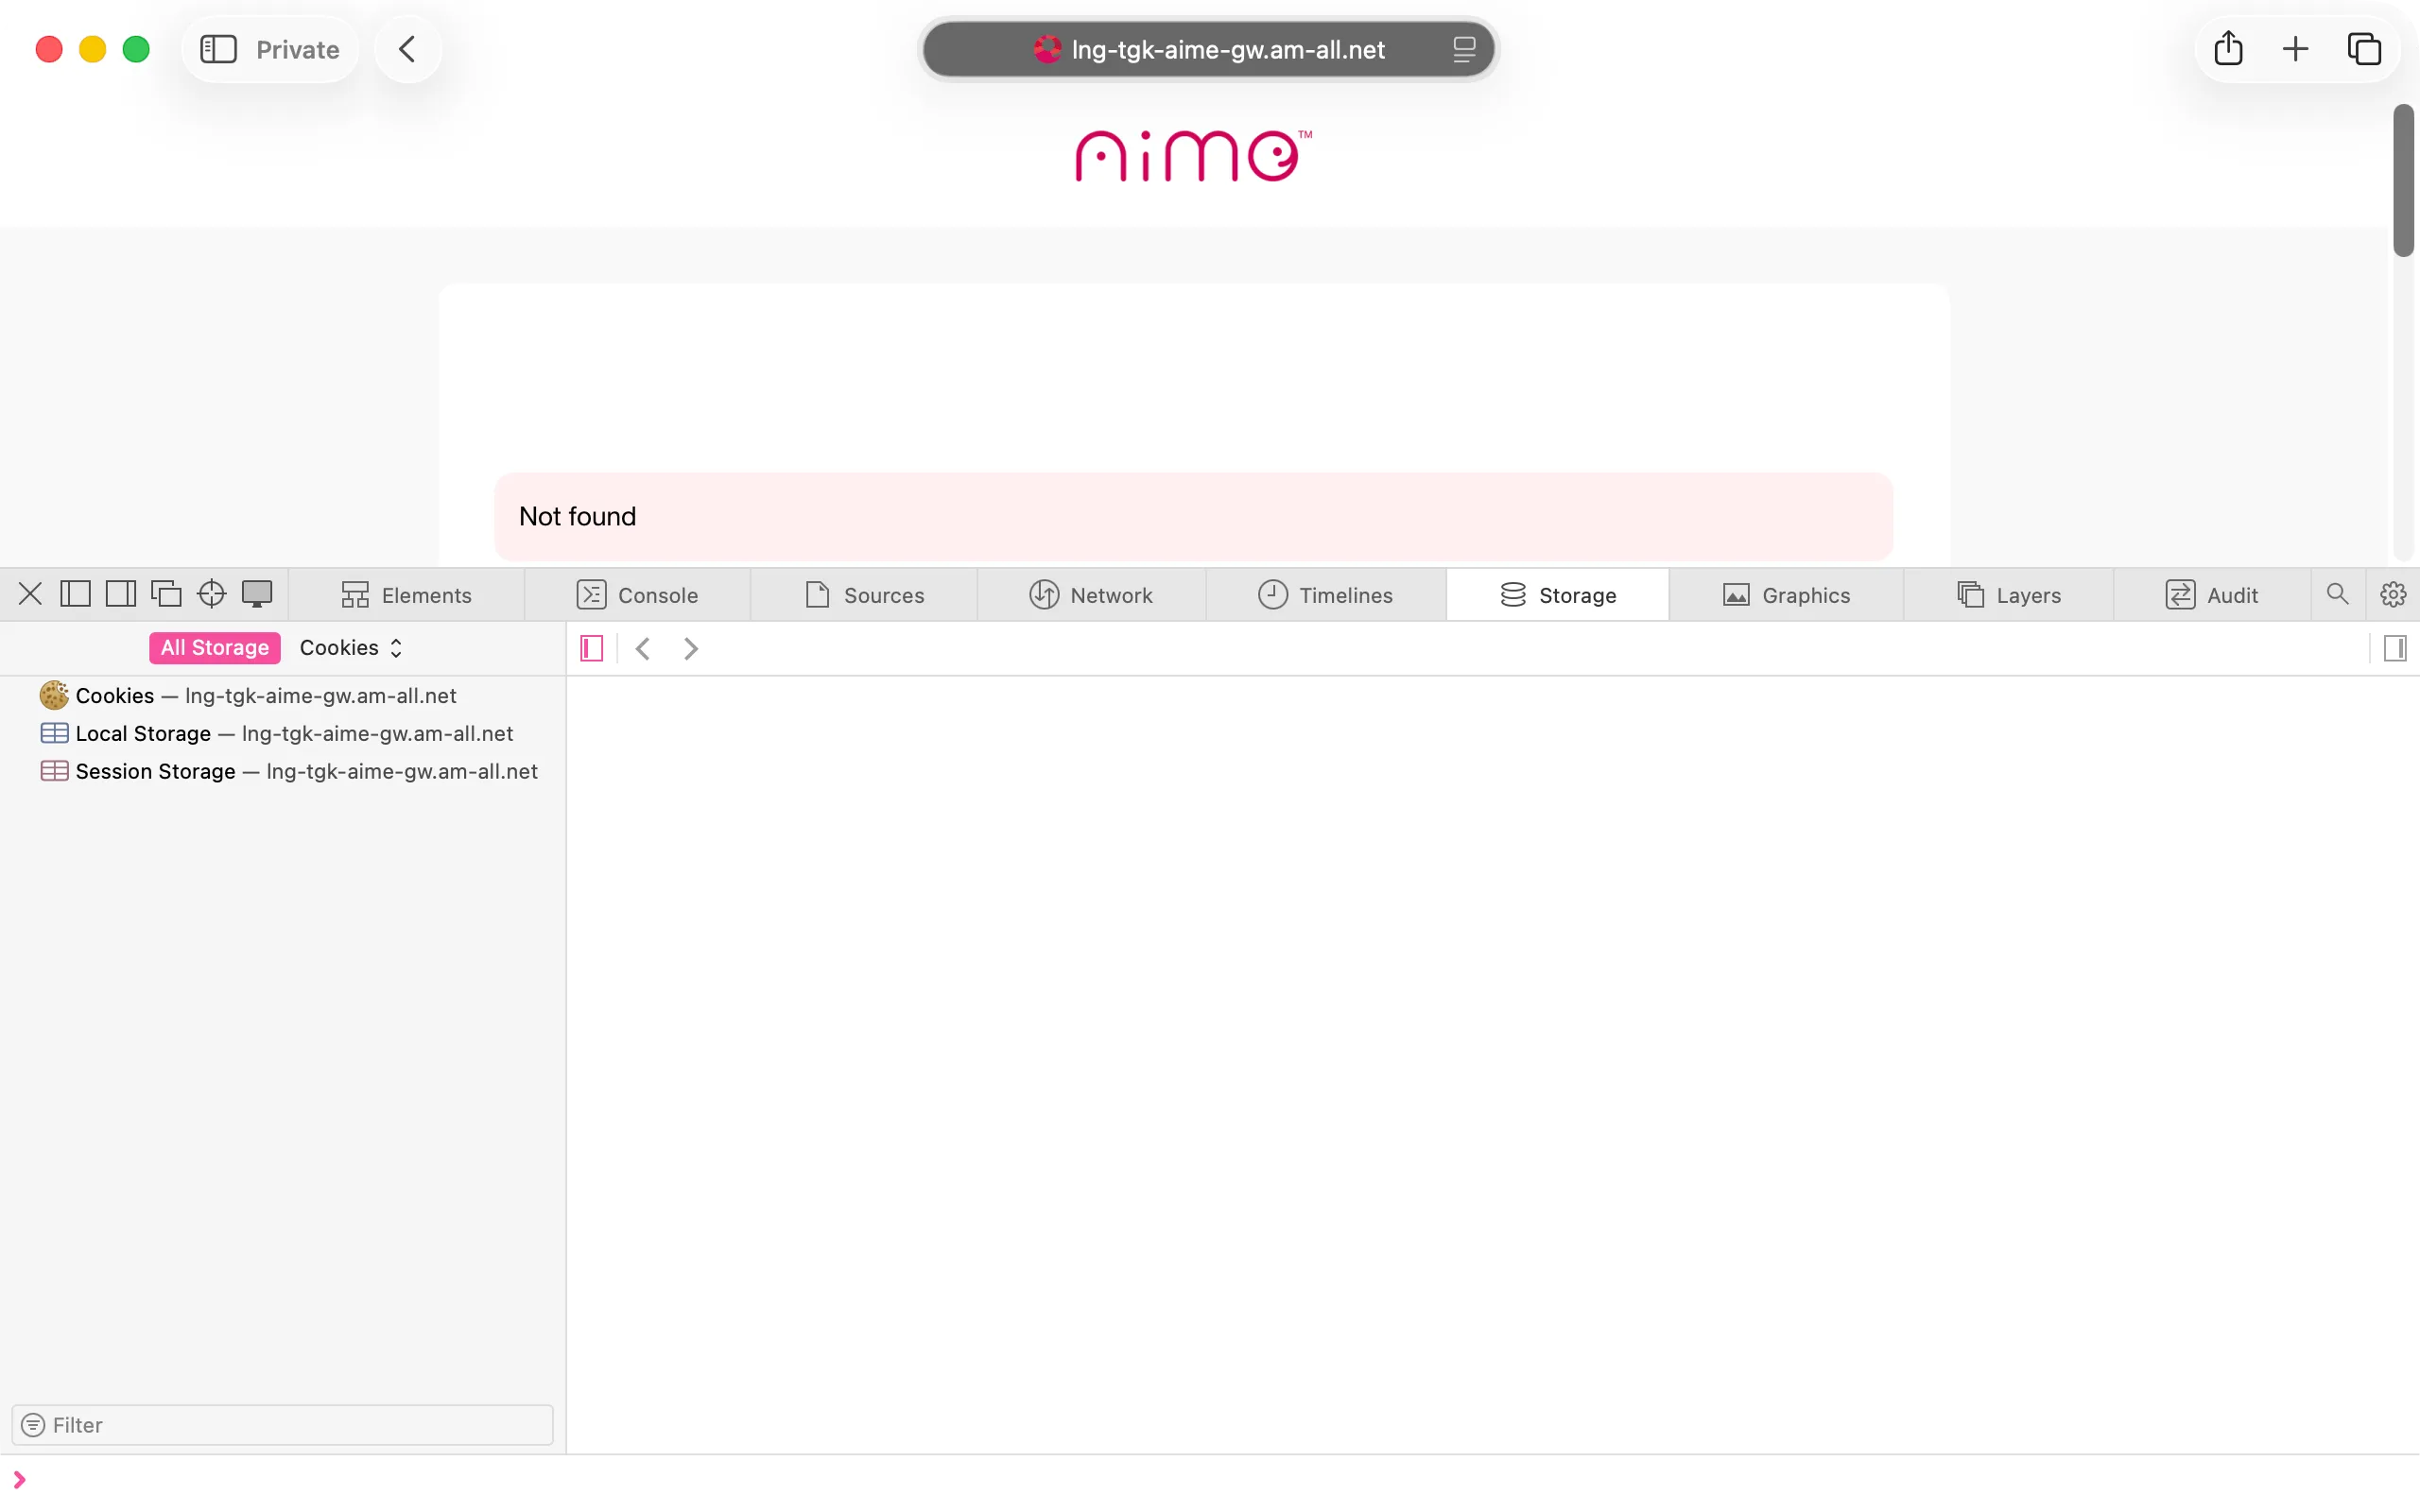 Private
lng-tgk-aime-gw.am-all.net
Aime™
Not found
Elements
Console
Sources
Network
Timelines
Storage
Graphics
Layers
Audit
All Storage
Cookies
Cookies — lng-tgk-aime-gw.am-all.net
Local Storage — lng-tgk-aime-gw.am-all.net
Session Storage — lng-tgk-aime-gw.am-all.net
Filter